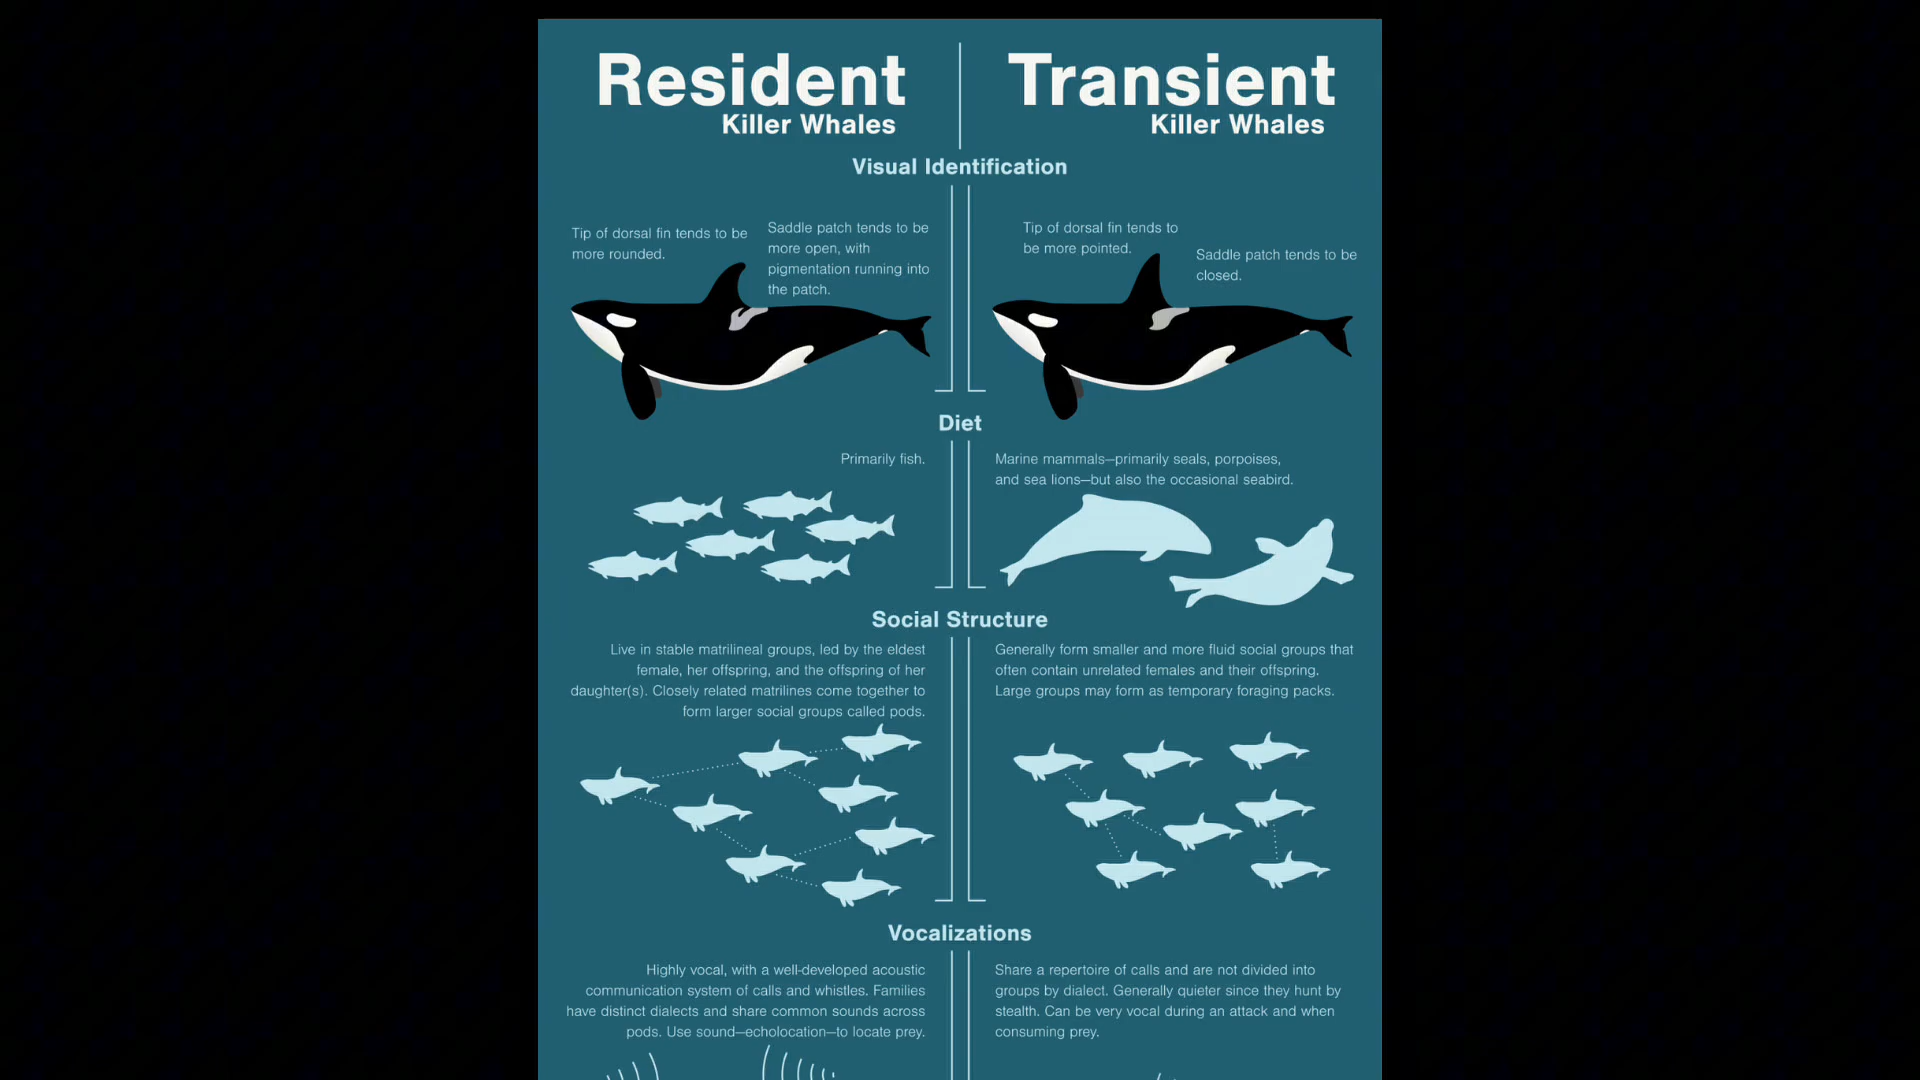 Resident
Killer Whales
Transient
Killer Whales
Visual Identification
Tip of dorsal fin tends to be
more rounded.
Saddle patch tends to be
more open, with
pigmentation running into
the patch.
Tip of dorsal fin tends to
be more pointed.
Saddle patch tends to be
closed.
Diet
Primarily fish.
Marine mammals—primarily seals, porpoises,
and sea lions—but also the occasional seabird.
Social Structure
Live in stable matrilineal groups, led by the eldest
female, her offspring, and the offspring of her
daughter(s). Closely related matrilines come together to
form larger social groups called pods.
Generally form smaller and more fluid social groups that
often contain unrelated females and their offspring.
Large groups may form as temporary foraging packs.
Vocalizations
Highly vocal, with a well-developed acoustic
communication system of calls and whistles. Families
have distinct dialects and share common sounds across
pods. Use sound—echolocation—to locate prey.
Share a repertoire of calls and are not divided into
groups by dialect. Generally quieter since they hunt by
stealth. Can be very vocal during an attack and when
consuming prey.